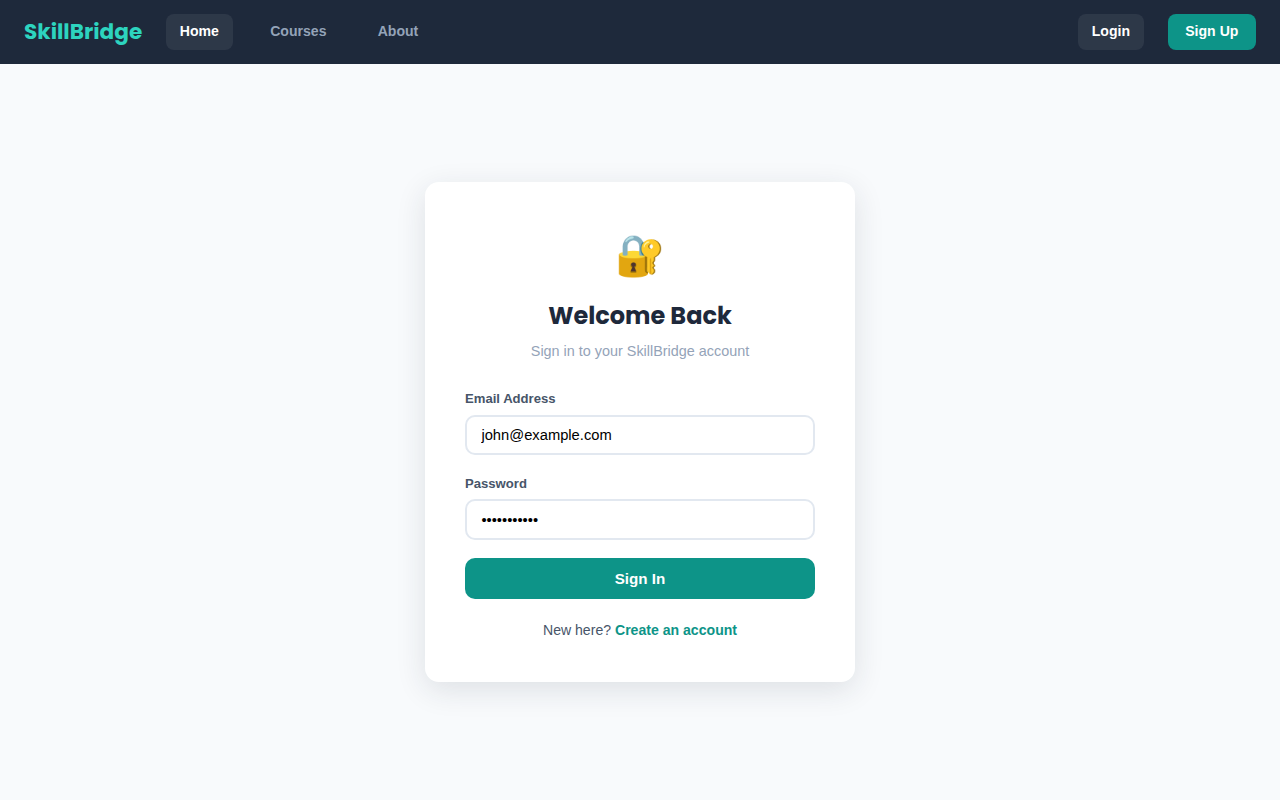 SkillBridge Home Courses About Login Sign Up
Welcome Back
Sign in to your SkillBridge account
Email Address
john@example.com
Password
•••••••••••
Sign In
New here? Create an account